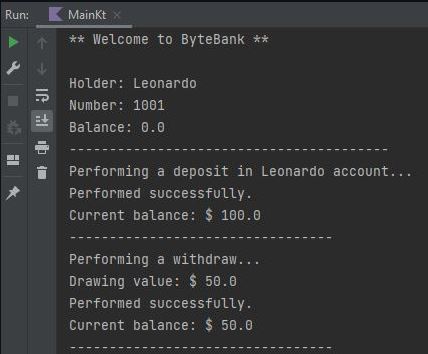 Run: MainKt
** Welcome to ByteBank **
Holder: Leonardo
Number: 1001
Balance: 0.0
---------------------------------------
Performing a deposit in Leonardo account...
Performed successfully.
Current balance: $ 100.0
--------------------------------
Performing a withdraw...
Drawing value: $ 50.0
Performed successfully.
Current balance: $ 50.0
--------------------------------